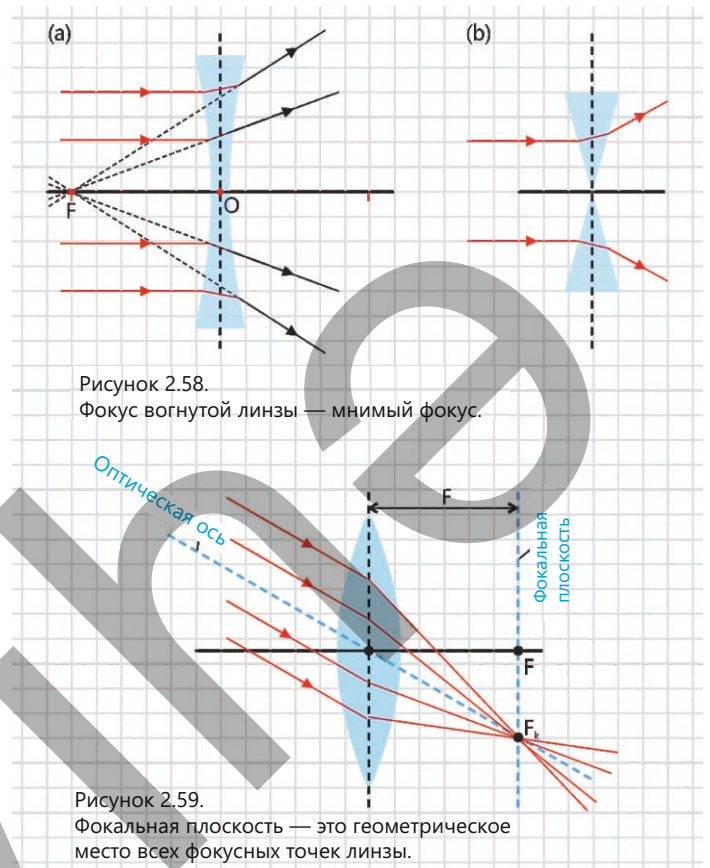 (a)
(b)
F
O
Рисунок 2.58.
Фокус вогнутой линзы — мнимый фокус.
Оптическая ось
F
Фокальная
плоскость
F
Fk
Рисунок 2.59.
Фокальная плоскость — это геометрическое
место всех фокусных точек линзы.